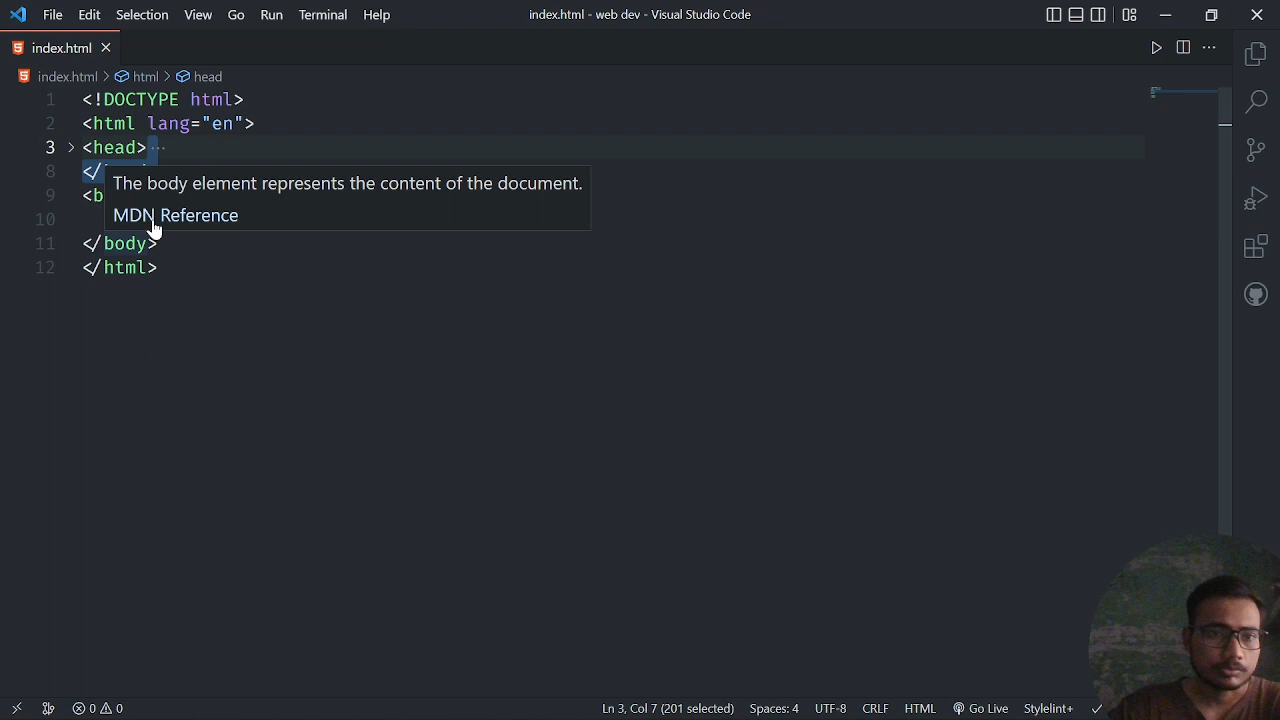 File Edit Selection View Go Run Terminal Help
index.html - web dev - Visual Studio Code
index.html
index.html > html > head
1 <!DOCTYPE html>
2 <html lang="en">
3 <head> ···
8 </
9 <b
The body element represents the content of the document.
10
MDN Reference
11 </body>
12 </html>
0 0 Ln 3, Col 7 (201 selected) Spaces: 4 UTF-8 CRLF HTML Go Live Stylelint+